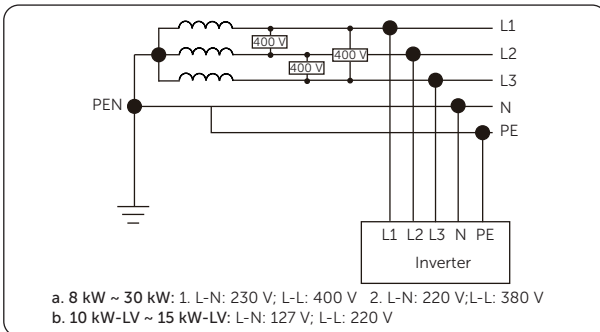 L1
400 V
L2
400 V
400 V
L3
PEN
N
PE
L1 L2 L3 N PE
Inverter
a. 8 kW ~ 30 kW: 1. L-N: 230 V; L-L: 400 V 2. L-N: 220 V;L-L: 380 V
b. 10 kW-LV ~ 15 kW-LV: L-N: 127 V; L-L: 220 V